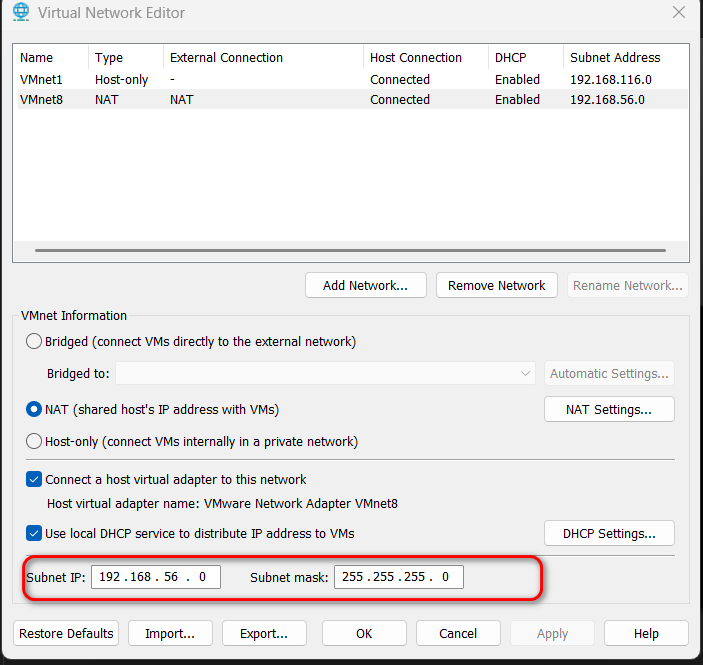 Virtual Network Editor
Name Type External Connection Host Connection DHCP Subnet Address
VMnet1 Host-only - Connected Enabled 192.168.116.0
VMnet8 NAT NAT Connected Enabled 192.168.56.0
Add Network... Remove Network Rename Network...
VMnet Information
Bridged (connect VMs directly to the external network)
Bridged to: Automatic Settings...
NAT (shared host's IP address with VMs) NAT Settings...
Host-only (connect VMs internally in a private network)
Connect a host virtual adapter to this network
Host virtual adapter name: VMware Network Adapter VMnet8
Use local DHCP service to distribute IP address to VMs DHCP Settings...
Subnet IP: 192 . 168 . 56 . 0 Subnet mask: 255 . 255 . 255 . 0
Restore Defaults Import... Export... OK Cancel Apply Help